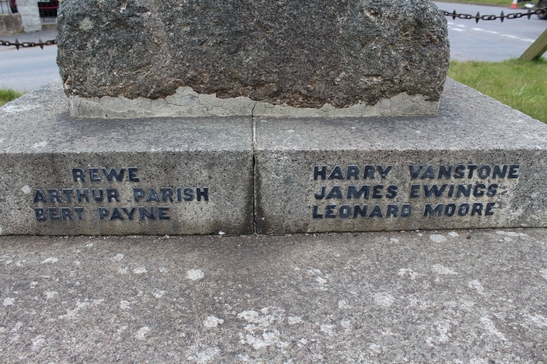 REWE
ARTHUR PARISH
BERT PAYNE
HARRY VANSTONE
JAMES EWINGS
LEONARD MOORE